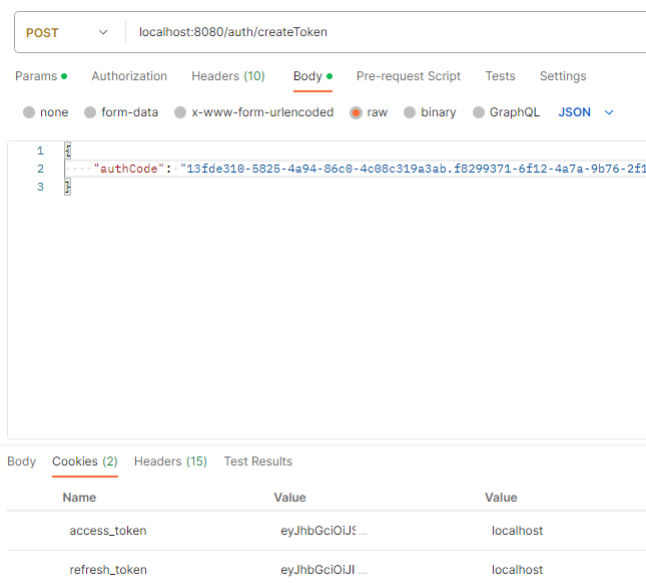 POST localhost:8080/auth/createToken
Params Authorization Headers (10) Body Pre-request Script Tests Settings
none form-data x-www-form-urlencoded raw binary GraphQL JSON
1 {
2 "authCode": "13fde310-5825-4a94-86c0-4c08c319a3ab.f8299371-6f12-4a7a-9b76-2f1
3 }
Body Cookies (2) Headers (15) Test Results
Name Value Value
access_token eyJhbGciOiJS... localhost
refresh_token eyJhbGciOiJI ... localhost